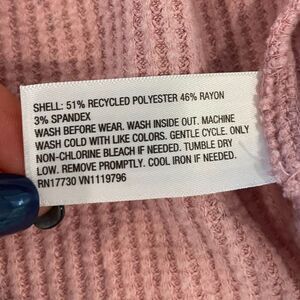 SHELL: 51% RECYCLED POLYESTER 46% RAYON
3% SPANDEX
WASH BEFORE WEAR. WASH INSIDE OUT. MACHINE
WASH COLD WITH LIKE COLORS. GENTLE CYCLE. ONLY
NON-CHLORINE BLEACH IF NEEDED. TUMBLE DRY
LOW. REMOVE PROMPTLY. COOL IRON IF NEEDED.
RN17730 VN1119796